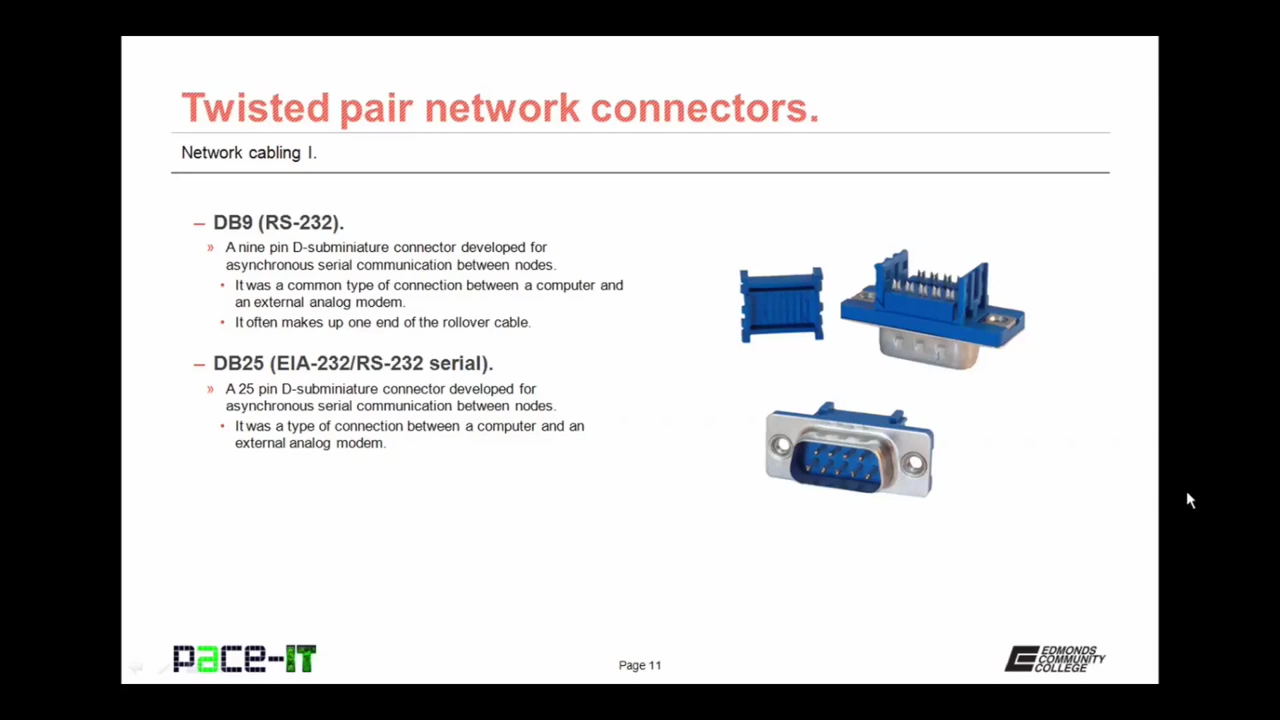 Twisted pair network connectors.
Network cabling I.
– DB9 (RS-232).
» A nine pin D-subminiature connector developed for
asynchronous serial communication between nodes.
• It was a common type of connection between a computer and
an external analog modem.
• It often makes up one end of the rollover cable.
– DB25 (EIA-232/RS-232 serial).
» A 25 pin D-subminiature connector developed for
asynchronous serial communication between nodes.
• It was a type of connection between a computer and an
external analog modem.
pace-IT
Page 11
EDMONDS
COMMUNITY
COLLEGE